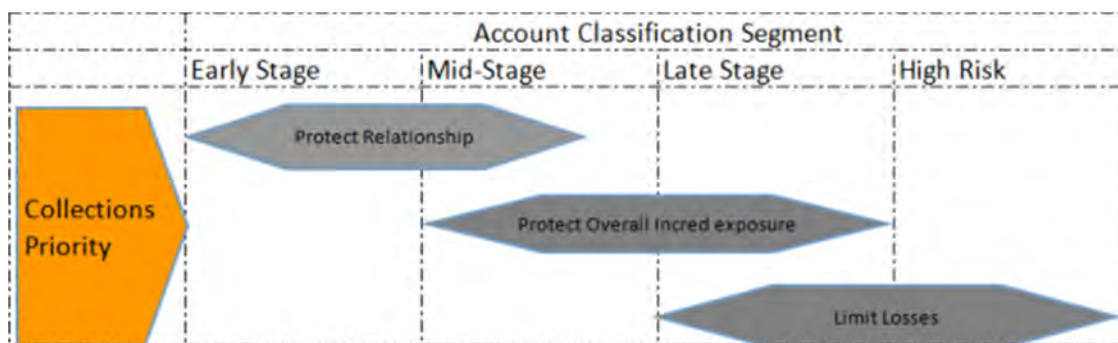 Account Classification Segment
Early Stage Mid-Stage Late Stage High Risk
Protect Relationship
Collections
Priority
Protect Overall Incred exposure
Limit Losses